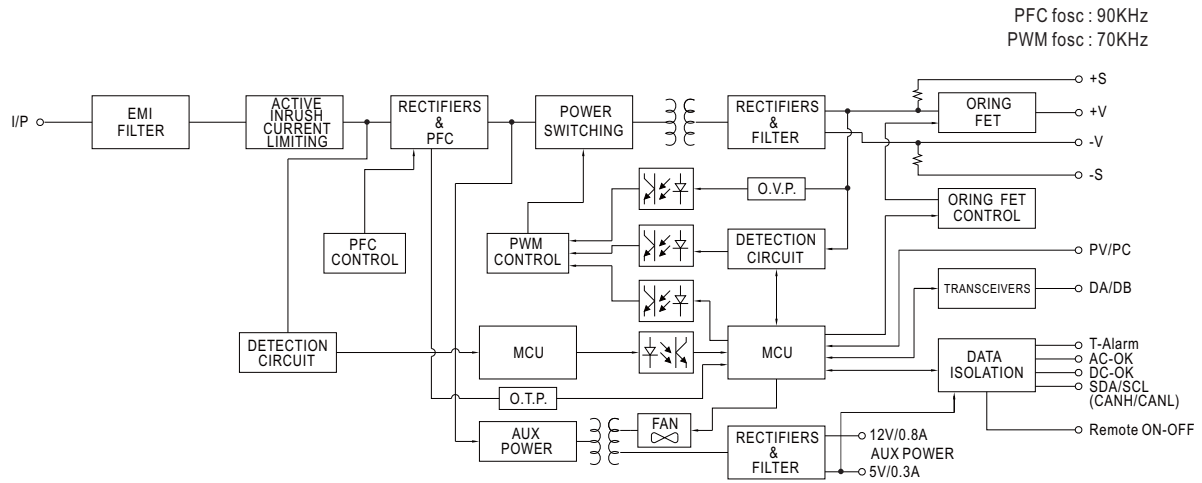 PFC fosc : 90KHz
PWM fosc : 70KHz
I/P
EMI
FILTER
ACTIVE
INRUSH
CURRENT
LIMITING
RECTIFIERS
&
PFC
POWER
SWITCHING
RECTIFIERS
&
FILTER
ORING
FET
+S
+V
-V
-S
O.V.P.
ORING FET
CONTROL
PFC
CONTROL
PWM
CONTROL
DETECTION
CIRCUIT
PV/PC
TRANSCEIVERS
DA/DB
DETECTION
CIRCUIT
MCU
MCU
DATA
ISOLATION
T-Alarm
AC-OK
DC-OK
SDA/SCL
(CANH/CANL)
O.T.P.
AUX
POWER
FAN
RECTIFIERS
&
FILTER
12V/0.8A
AUX POWER
5V/0.3A
Remote ON-OFF